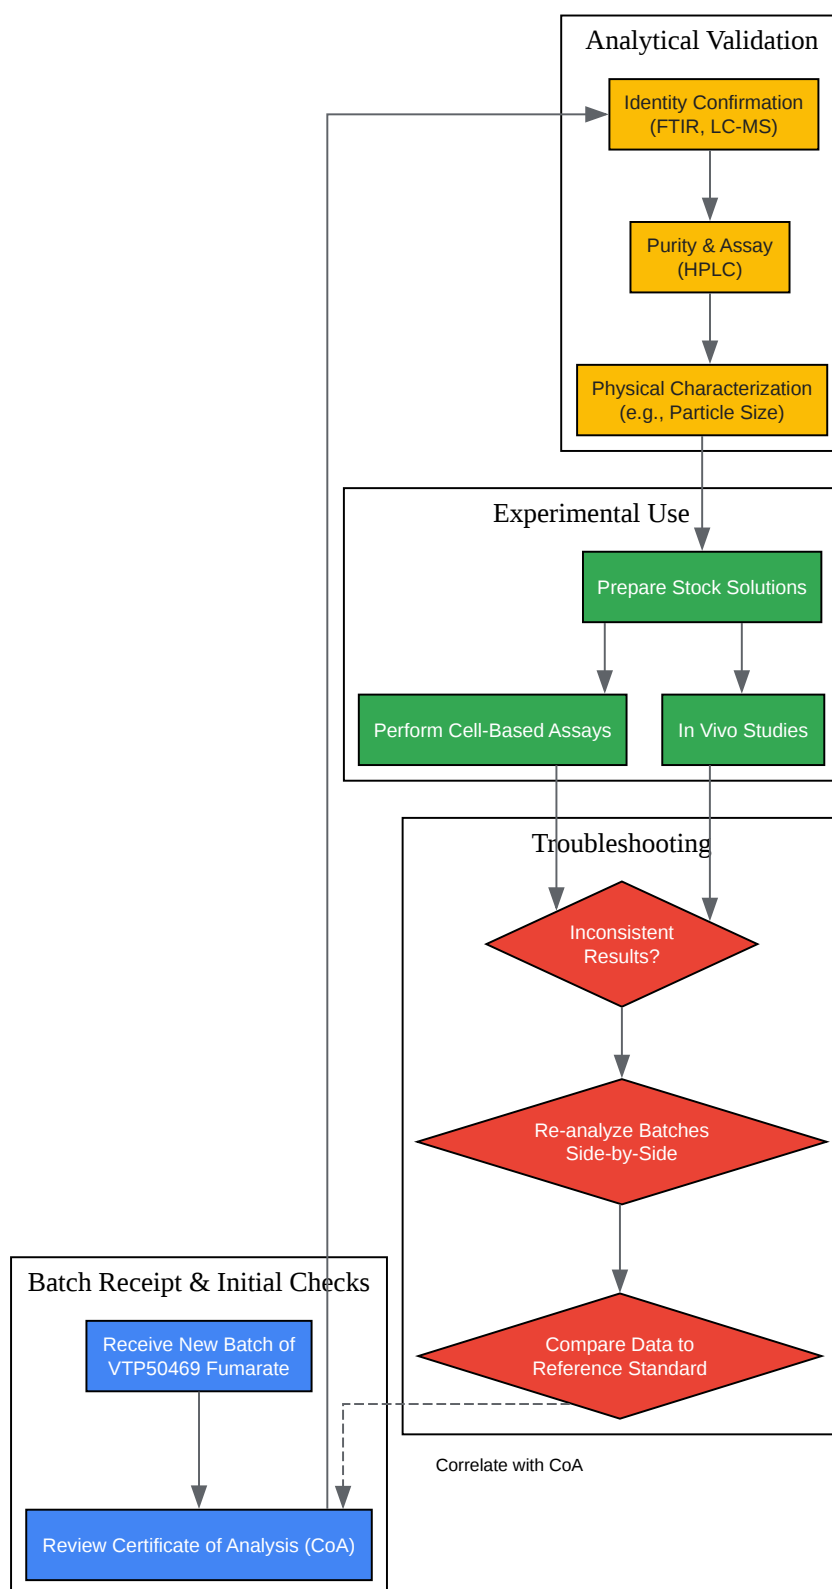 Analytical Validation
Identity Confirmation
(FTIR, LC-MS)
Purity & Assay
(HPLC)
Physical Characterization
(e.g., Particle Size)
Experimental Use
Prepare Stock Solutions
Perform Cell-Based Assays
In Vivo Studies
Troubleshooting
Inconsistent
Results?
Re-analyze Batches
Side-by-Side
Compare Data to
Reference Standard
Correlate with CoA
Batch Receipt & Initial Checks
Receive New Batch of
VTP50469 Fumarate
Review Certificate of Analysis (CoA)